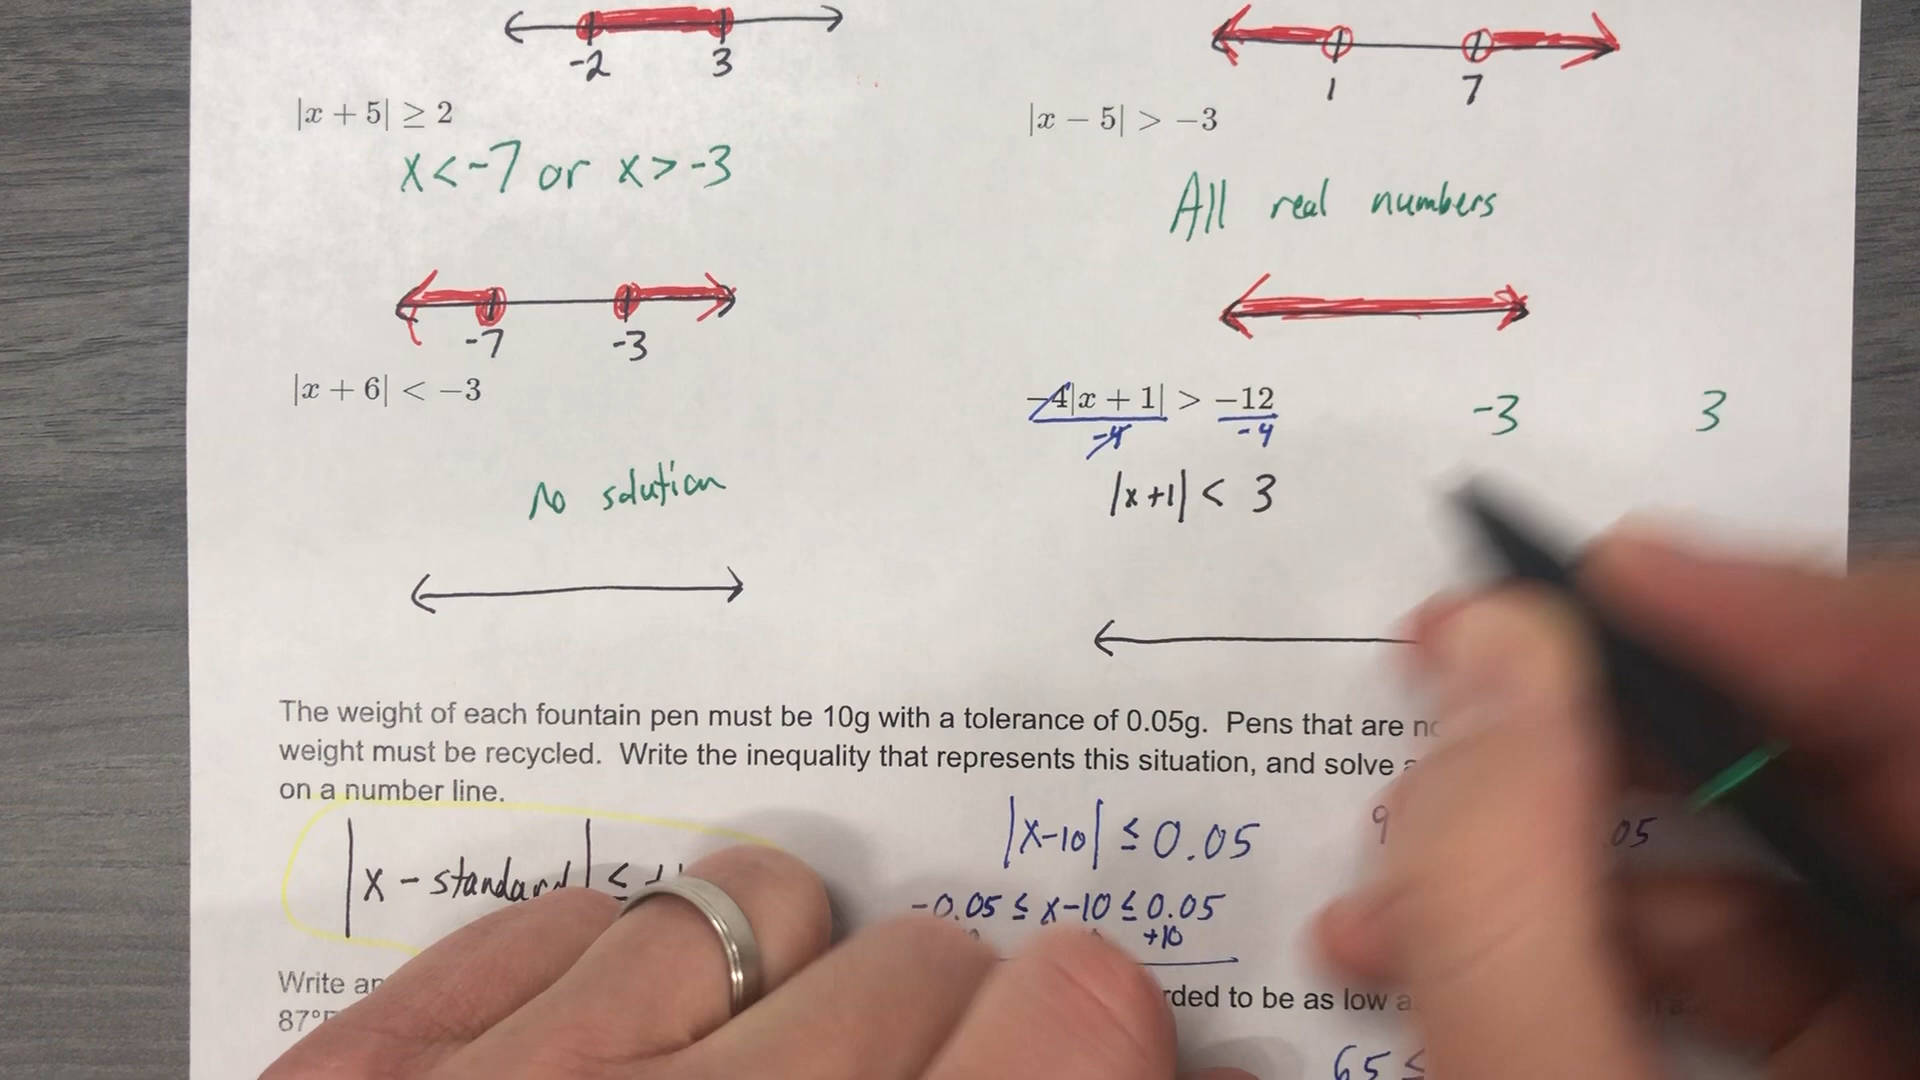 -2 3
1 7
|x + 5| ≥ 2
|x − 5| > −3
x < -7 or x > -3
All real numbers
-7 -3
|x + 6| < −3
−4|x + 1| > −12
-4 -4
-3 3
|x+1| < 3
No solution
The weight of each fountain pen must be 10g with a tolerance of 0.05g. Pens that are
weight must be recycled. Write the inequality that represents this situation, and solve
on a number line.
|x-10| ≤ 0.05
9 05
|x - standard| ≤
-0.05 ≤ x-10 ≤ 0.05
+10
Write to be as low
87°F
65 ≤